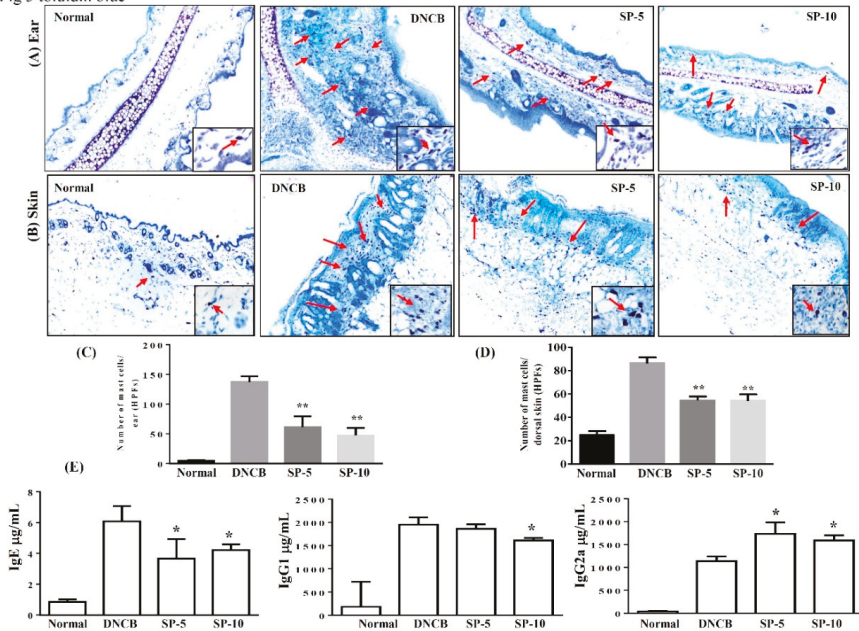 Normal DNCB SP-5 SP-10
(A) Ear
Normal DNCB SP-5 SP-10
(B) Skin
(C)
Number of mast cells/
ear (HPFs)
200
150
100
50
0
** **
Normal DNCB SP-5 SP-10
(D)
Number of mast cells/
dorsal skin (HPFs)
100
80
60
40
20
0
** **
Normal DNCB SP-5 SP-10
(E)
IgE µg/mL
8
6
4
2
0
* *
Normal DNCB SP-5 SP-10
IgG1 µg/mL
2500
2000
1500
1000
500
0
*
Normal DNCB SP-5 SP-10
IgG2a µg/mL
2500
2000
1500
1000
500
0
* *
Normal DNCB SP-5 SP-10